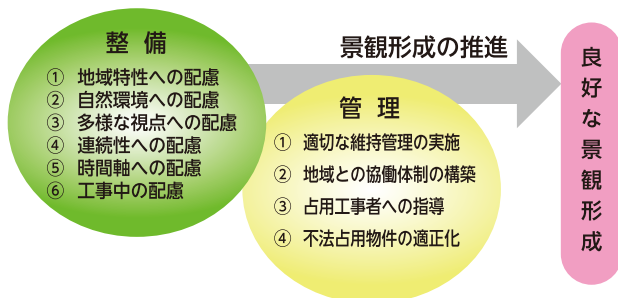 整備
① 地域特性への配慮
② 自然環境への配慮
③ 多様な視点への配慮
④ 連続性への配慮
⑤ 時間軸への配慮
⑥ 工事中の配慮
景観形成の推進
管理
① 適切な維持管理の実施
② 地域との協働体制の構築
③ 占用工事者への指導
④ 不法占用物件の適正化
良好な景観形成